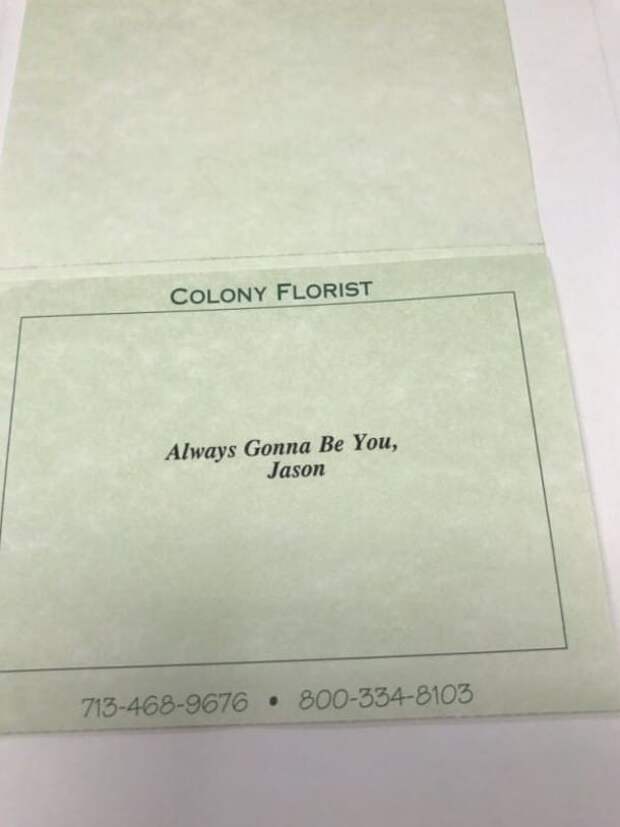 COLONY FLORIST
Always Gonna Be You,
Jason
713-468-9676 • 800-334-8103